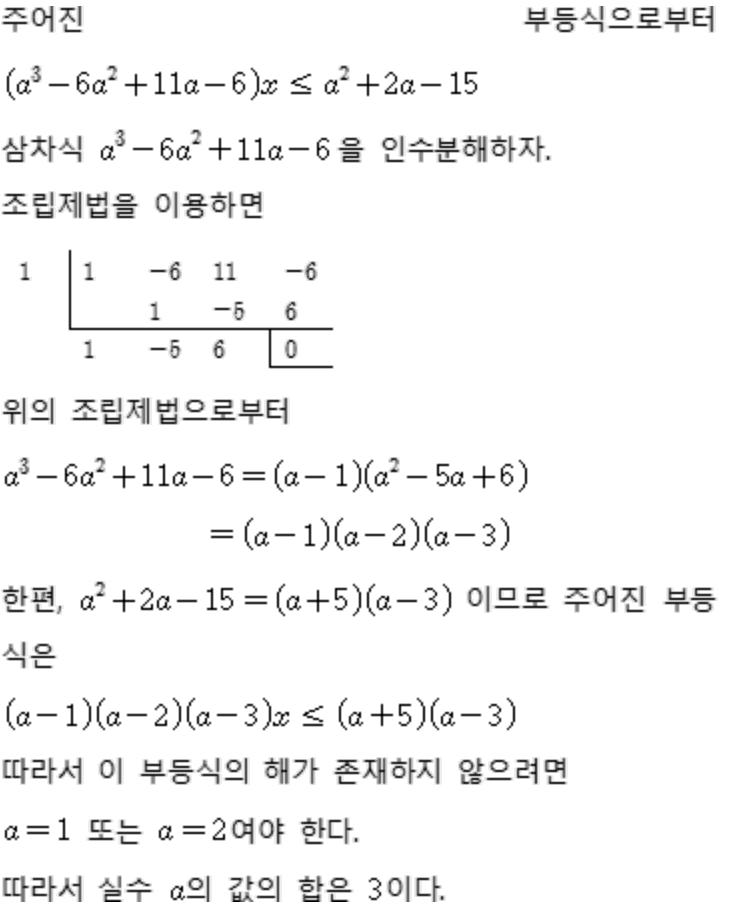 주어진 부등식으로부터
(a³−6a²+11a−6)x ≤ a²+2a−15
삼차식 a³−6a²+11a−6을 인수분해하자.
조립제법을 이용하면
1 | 1 −6 11 −6
1 −5 6
1 −5 6 | 0
위의 조립제법으로부터
a³−6a²+11a−6=(a−1)(a²−5a+6)
=(a−1)(a−2)(a−3)
한편, a²+2a−15=(a+5)(a−3) 이므로 주어진 부등
식은
(a−1)(a−2)(a−3)x ≤ (a+5)(a−3)
따라서 이 부등식의 해가 존재하지 않으려면
a=1 또는 a=2여야 한다.
따라서 실수 a의 값의 합은 3이다.